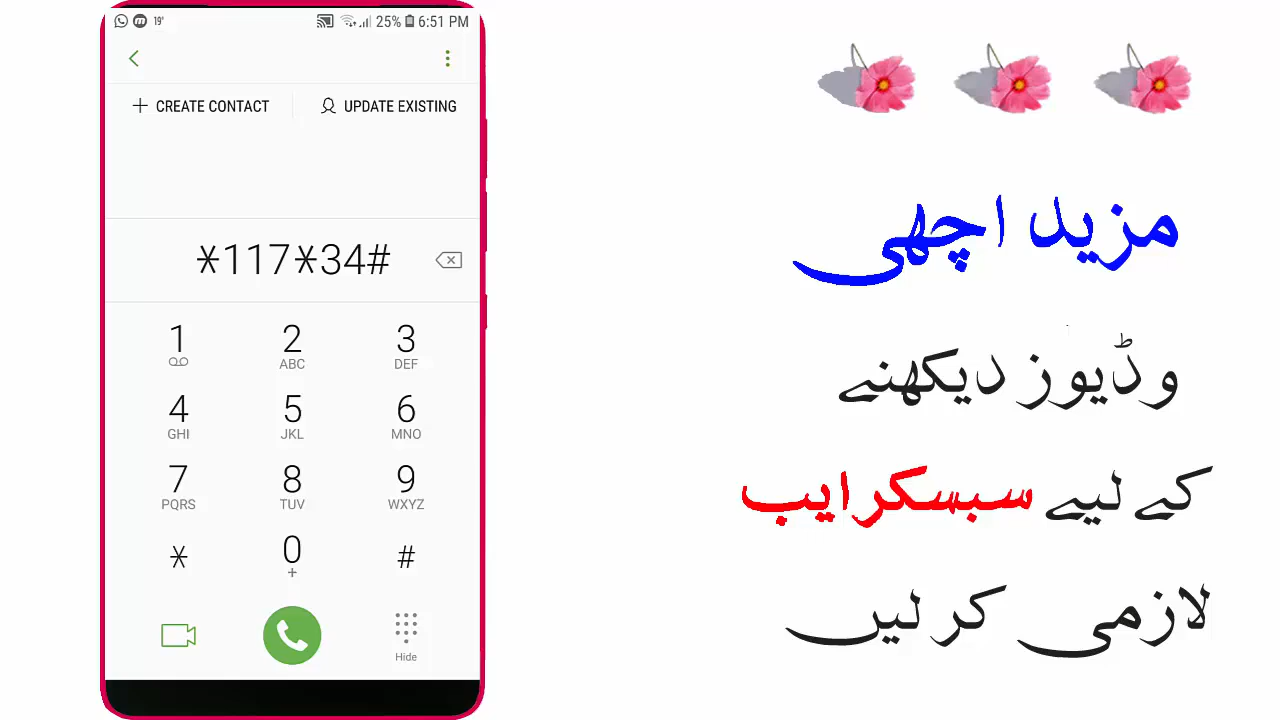 19°
25% 6:51 PM
CREATE CONTACT
UPDATE EXISTING
*117*34#
1
2 ABC
3 DEF
4 GHI
5 JKL
6 MNO
7 PQRS
8 TUV
9 WXYZ
*
0 +
#
Hide
مزید اچھی
وڈیوز دیکھنے
کے لیے سبسکرایب
لازمی کر لیں